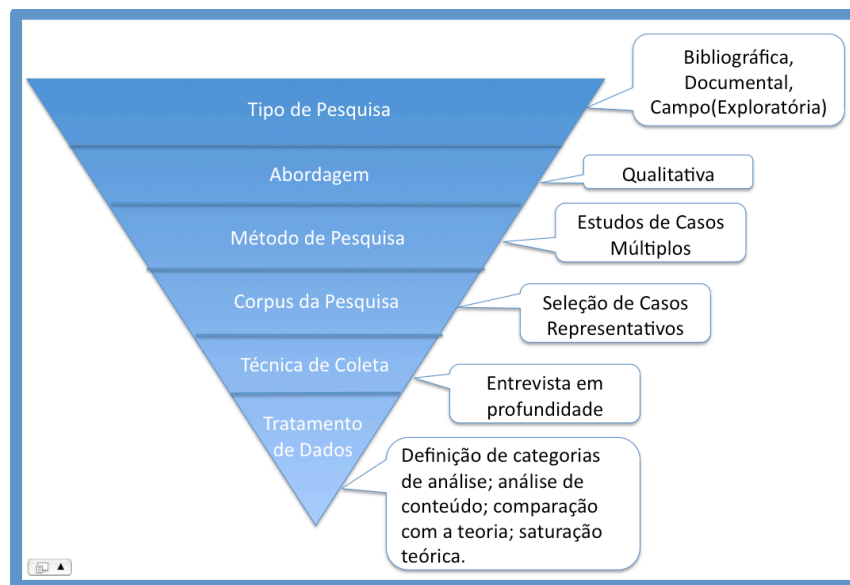 Tipo de Pesquisa
Bibliográfica,
Documental,
Campo(Exploratória)
Abordagem
Qualitativa
Método de Pesquisa
Estudos de Casos
Múltiplos
Corpus da Pesquisa
Seleção de Casos
Representativos
Técnica de Coleta
Entrevista em
profundidade
Tratamento
de Dados
Definição de categorias
de análise; análise de
conteúdo; comparação
com a teoria; saturação
teórica.